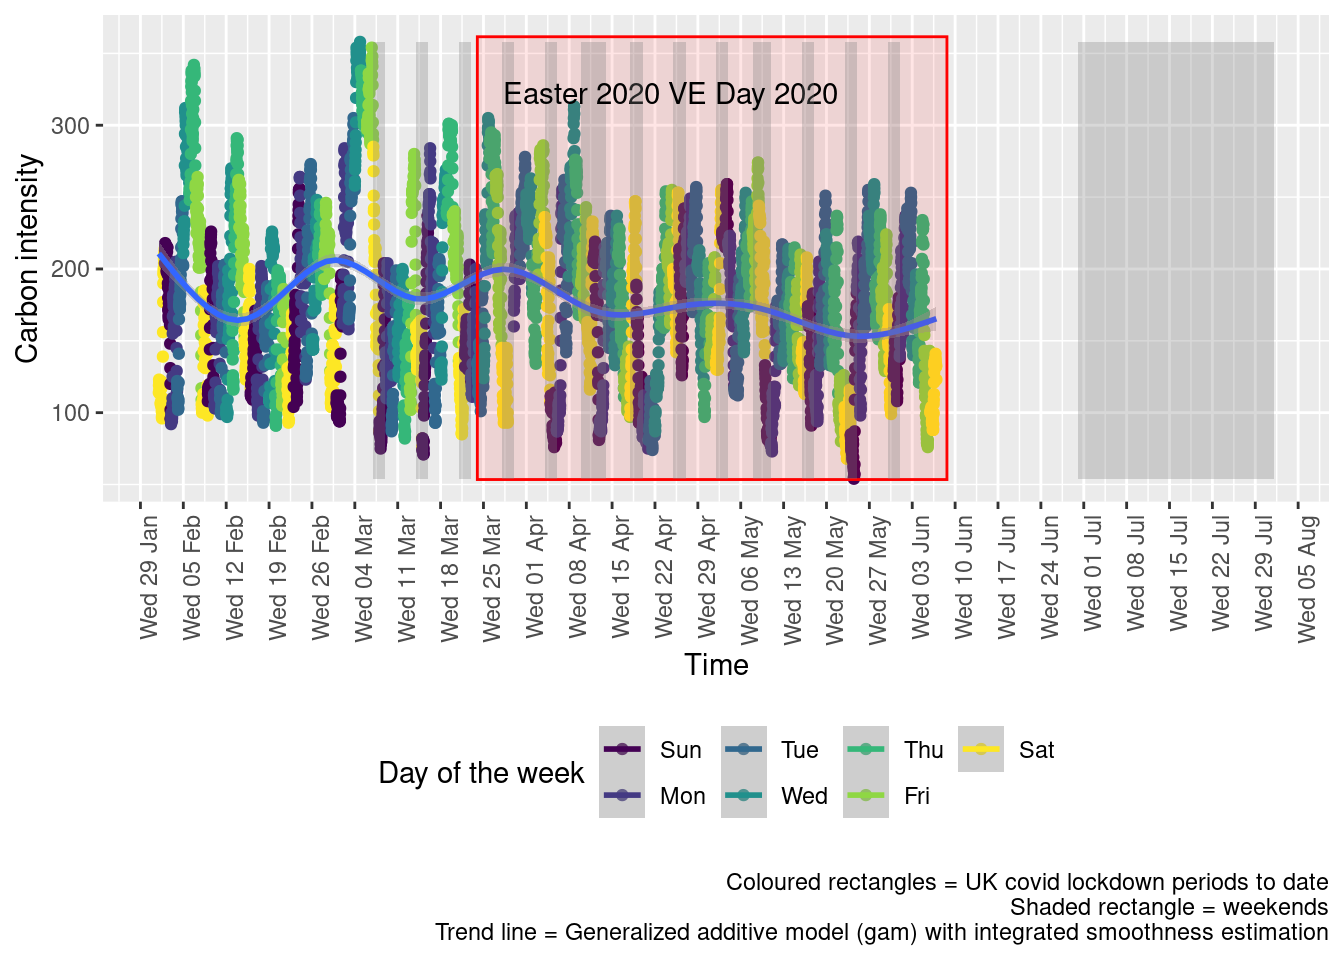 Easter 2020 VE Day 2020
300
200
100
Carbon intensity
Wed 29 Jan
Wed 05 Feb
Wed 12 Feb
Wed 19 Feb
Wed 26 Feb
Wed 04 Mar
Wed 11 Mar
Wed 18 Mar
Wed 25 Mar
Wed 01 Apr
Wed 08 Apr
Wed 15 Apr
Wed 22 Apr
Wed 29 Apr
Wed 06 May
Wed 13 May
Wed 20 May
Wed 27 May
Wed 03 Jun
Wed 10 Jun
Wed 17 Jun
Wed 24 Jun
Wed 01 Jul
Wed 08 Jul
Wed 15 Jul
Wed 22 Jul
Wed 29 Jul
Wed 05 Aug
Time
Day of the week
Sun Tue Thu Sat
Mon Wed Fri
Coloured rectangles = UK covid lockdown periods to date
Shaded rectangle = weekends
Trend line = Generalized additive model (gam) with integrated smoothness estimation